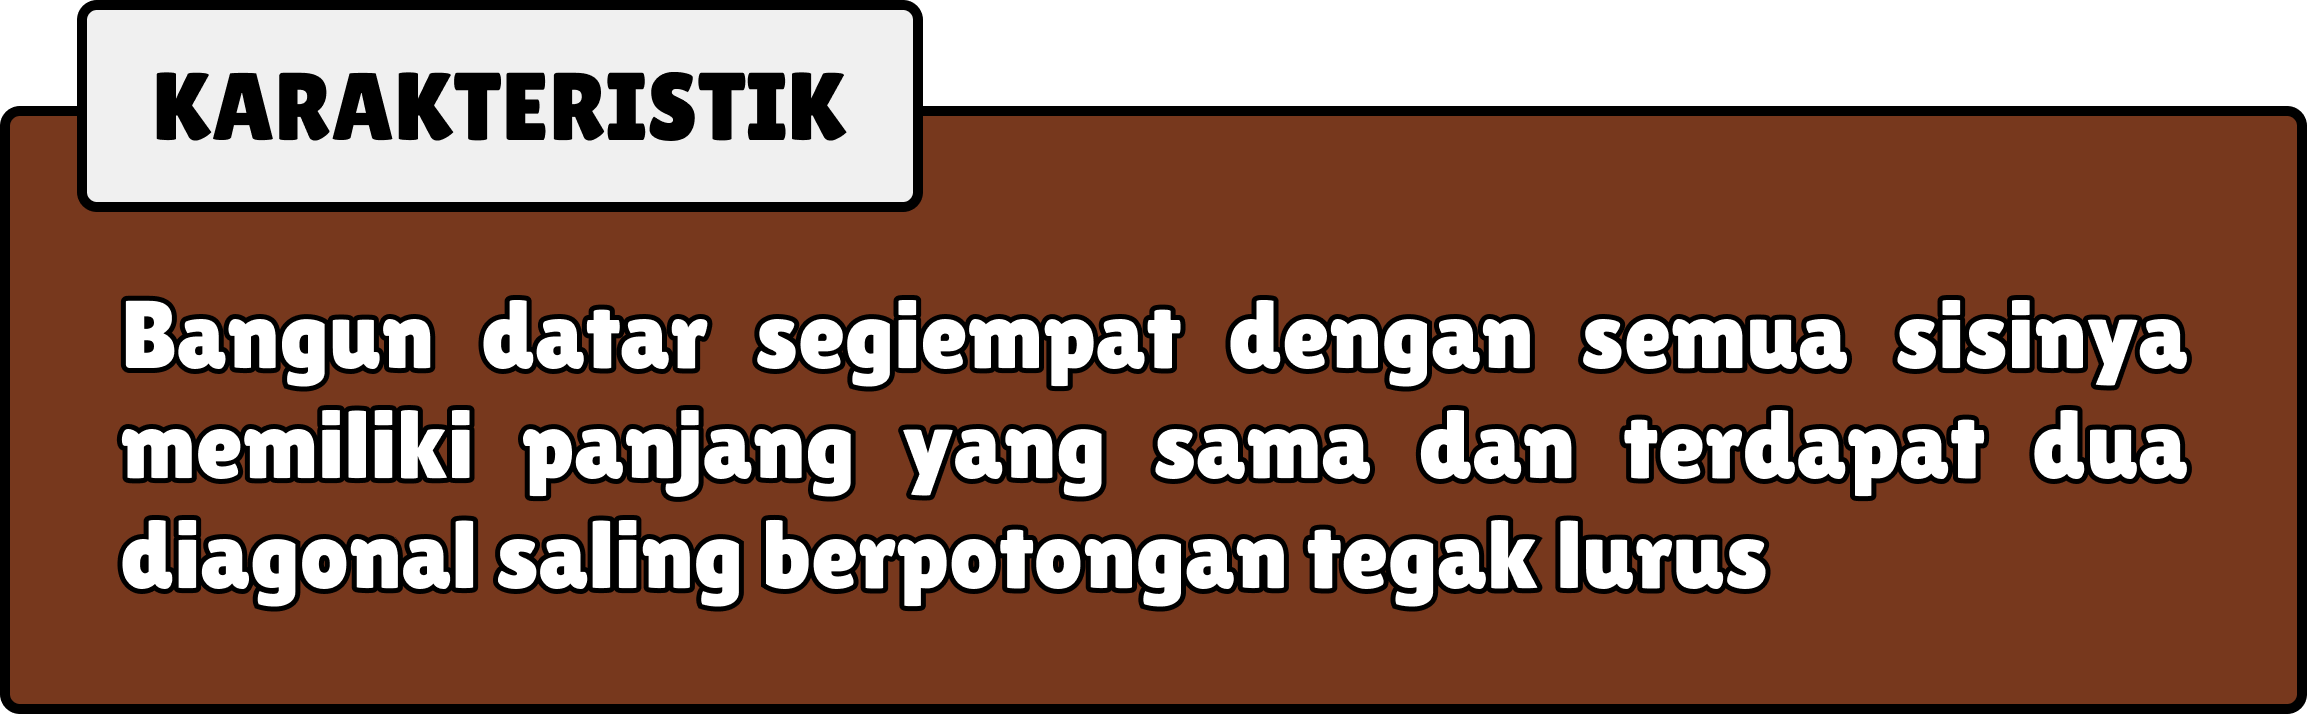 KARAKTERISTIK
Bangun datar segiempat dengan semua sisinya
memiliki panjang yang sama dan terdapat dua
diagonal saling berpotongan tegak lurus